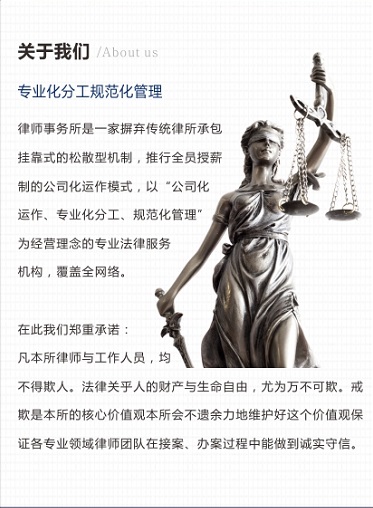 关于我们 /About us
专业化分工规范化管理
律师事务所是一家摒弃传统律所承包
挂靠式的松散型机制，推行全员授薪
制的公司化运作模式，以“公司化
运作、专业化分工、规范化管理”
为经营理念的专业法律服务
机构，覆盖全网络。
在此我们郑重承诺：
凡本所律师与工作人员，均
不得欺人。法律关乎人的财产与生命自由，尤为万不可欺。戒
欺是本所的核心价值观本所会不遗余力地维护好这个价值观保
证各专业领域律师团队在接案、办案过程中能做到诚实守信。